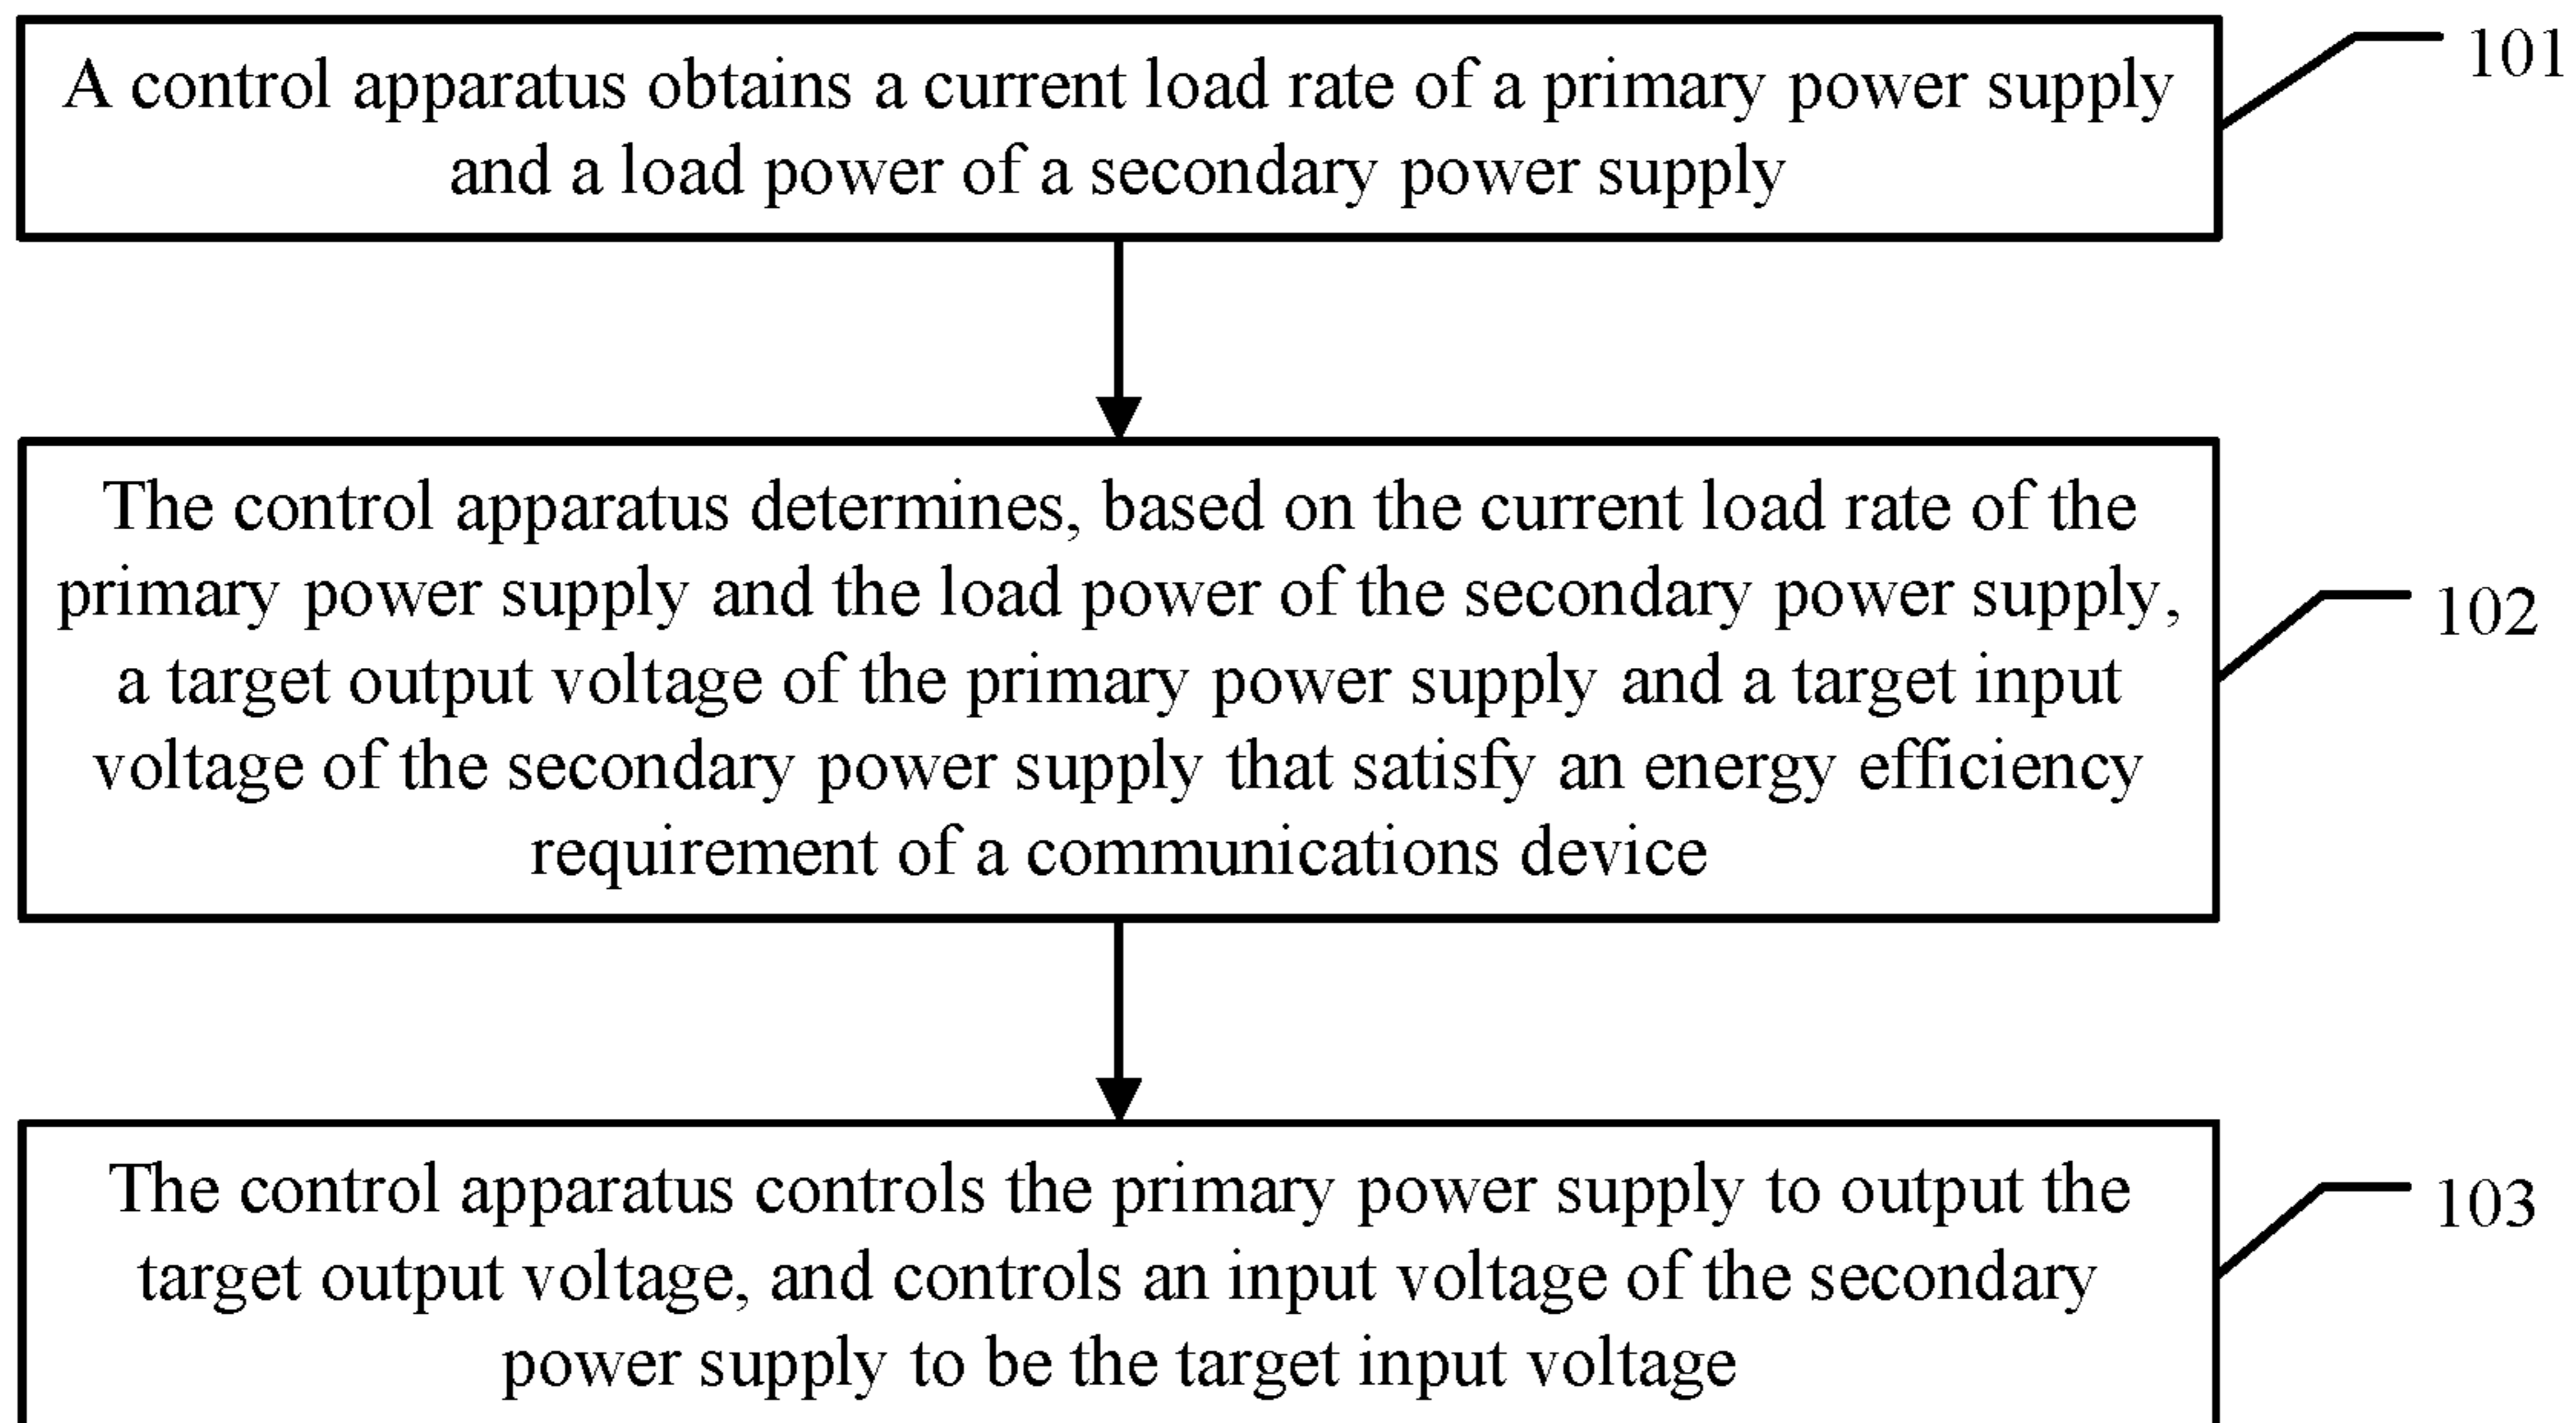 A control apparatus obtains a current load rate of a primary power supply
and a load power of a secondary power supply
101
The control apparatus determines, based on the current load rate of the
primary power supply and the load power of the secondary power supply,
a target output voltage of the primary power supply and a target input
voltage of the secondary power supply that satisfy an energy efficiency
requirement of a communications device
102
The control apparatus controls the primary power supply to output the
target output voltage, and controls an input voltage of the secondary
power supply to be the target input voltage
103